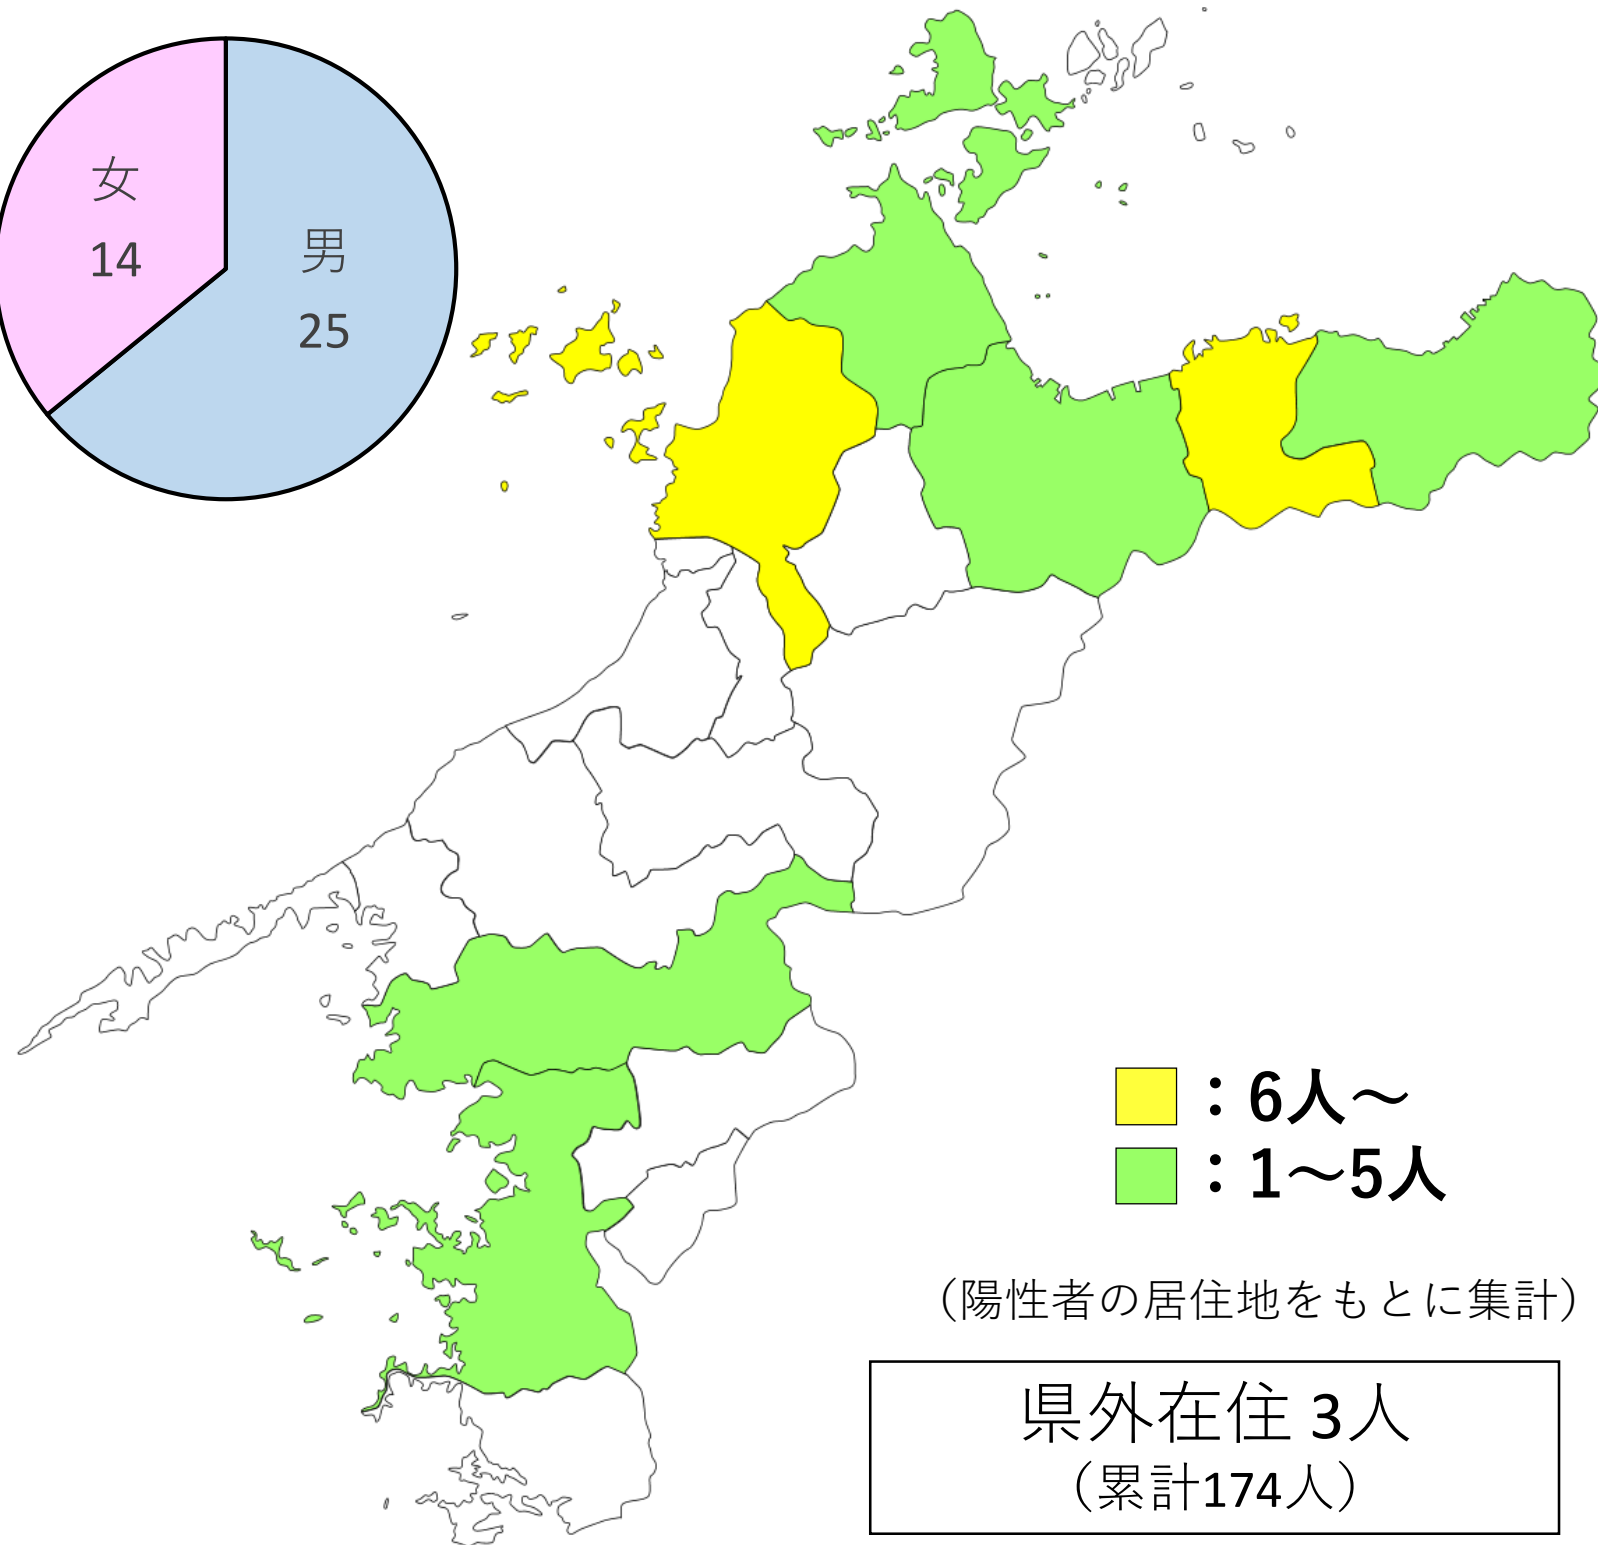 女
14
男
25
：6人～
：1～5人
（陽性者の居住地をもとに集計）
県外在住 3人
（累計174人）